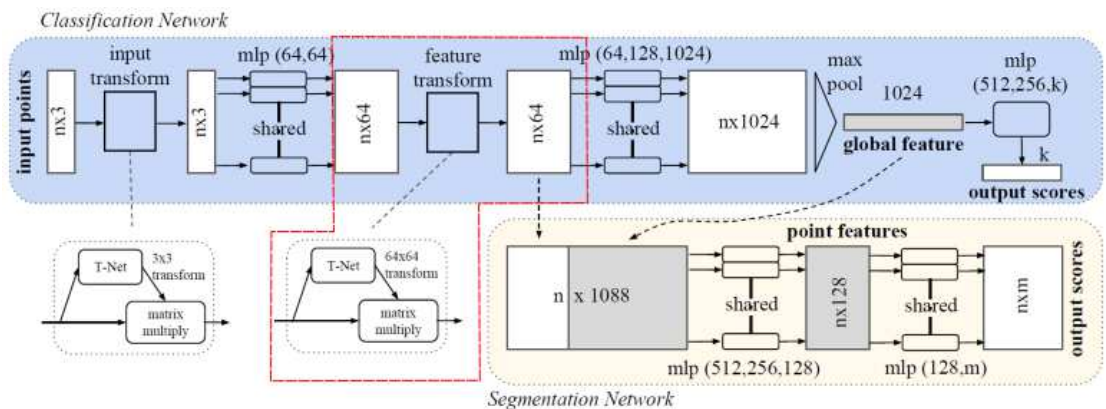 Classification Network
input points
nx3
input
transform
nx3
mlp (64,64)
shared
nx64
feature
transform
nx64
mlp (64,128,1024)
shared
nx1024
max
pool
1024
global feature
mlp
(512,256,k)
k
output scores
T-Net
3x3
transform
matrix
multiply
T-Net
64x64
transform
matrix
multiply
point features
n x 1088
shared
mlp (512,256,128)
nx128
shared
mlp (128,m)
nxm
output scores
Segmentation Network